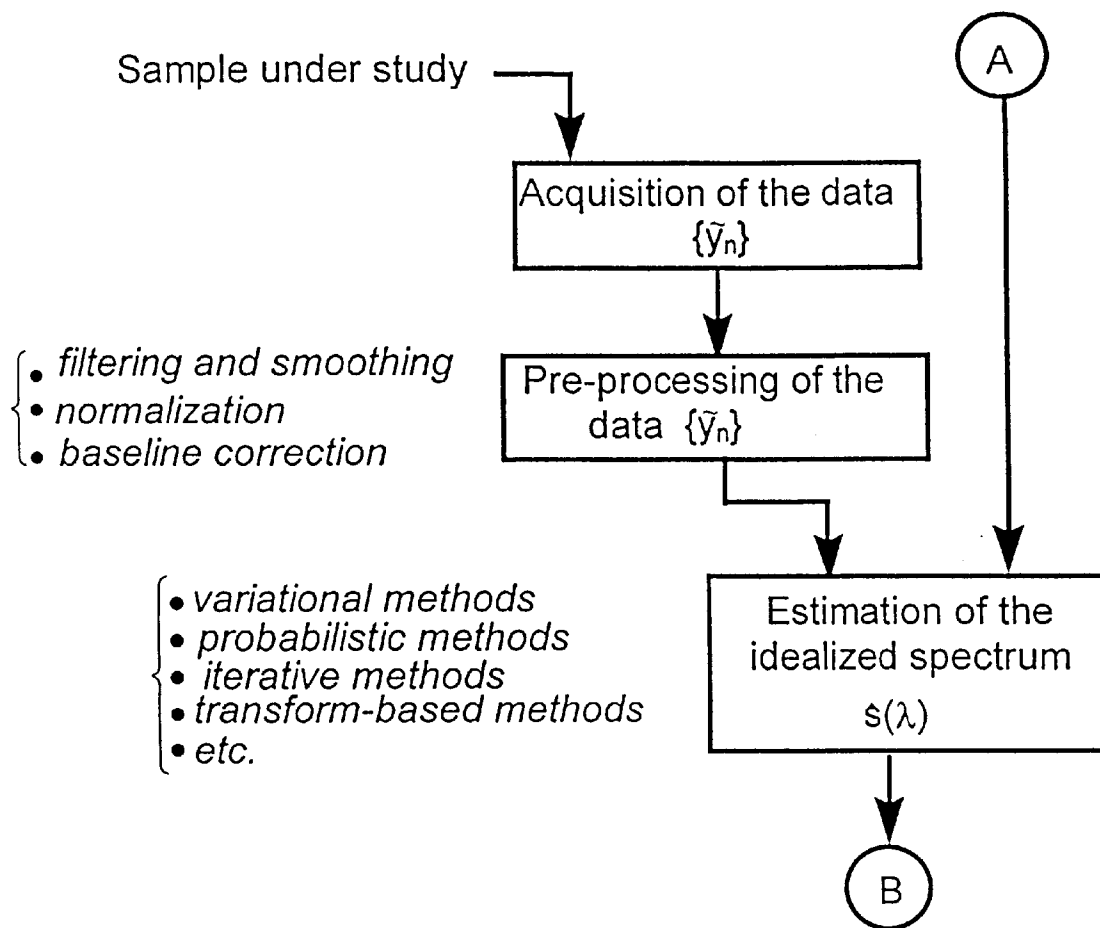 A
Sample under study
Acquisition of the data
{ỹₙ}
• filtering and smoothing
• normalization
• baseline correction
Pre-processing of the
data {ỹₙ}
• variational methods
• probabilistic methods
• iterative methods
• transform-based methods
• etc.
Estimation of the
idealized spectrum
ŝ(λ)
B